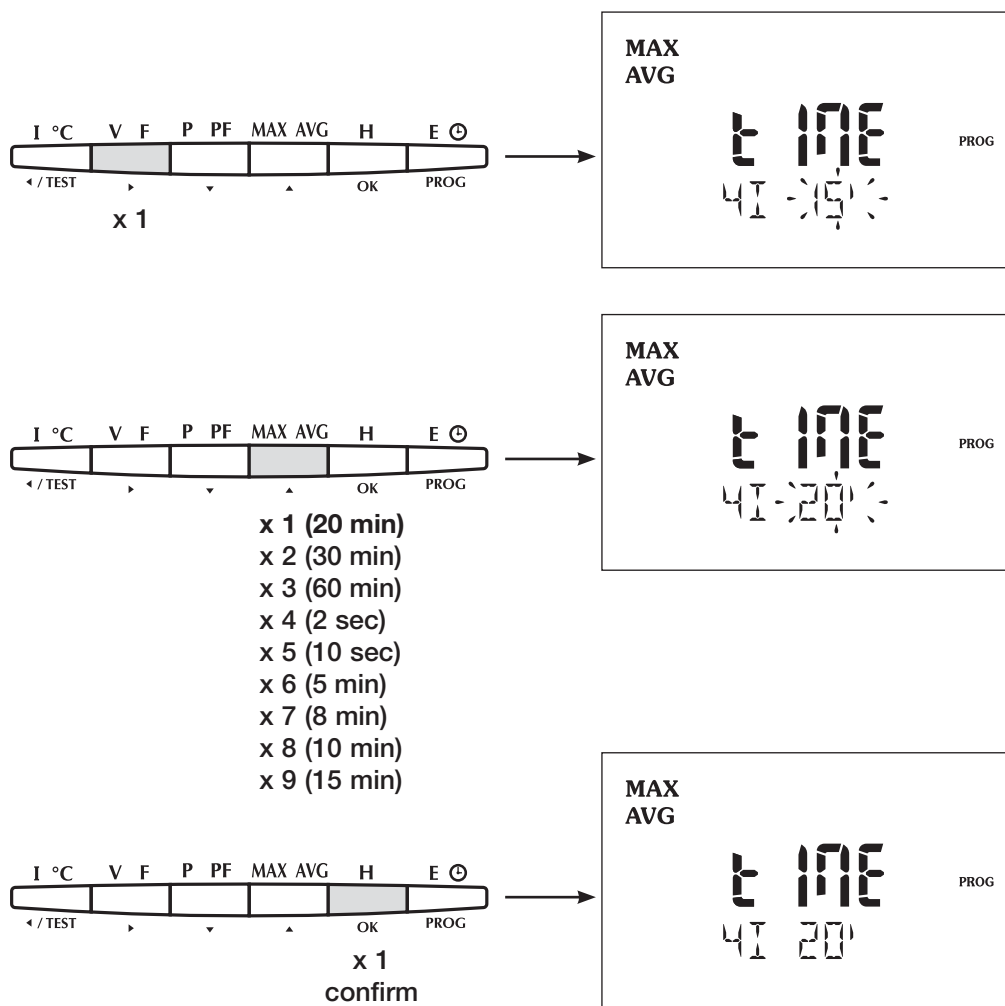 MAX
AVG
t IME
PROG
4I 15'
I °C V F P PF MAX AVG H E
◂ / TEST ▸ ▾ ▴ OK PROG
x 1
MAX
AVG
t IME
PROG
4I 20'
I °C V F P PF MAX AVG H E
◂ / TEST ▸ ▾ ▴ OK PROG
x 1 (20 min)
x 2 (30 min)
x 3 (60 min)
x 4 (2 sec)
x 5 (10 sec)
x 6 (5 min)
x 7 (8 min)
x 8 (10 min)
x 9 (15 min)
MAX
AVG
t IME
PROG
4I 20'
I °C V F P PF MAX AVG H E
◂ / TEST ▸ ▾ ▴ OK PROG
x 1
confirm